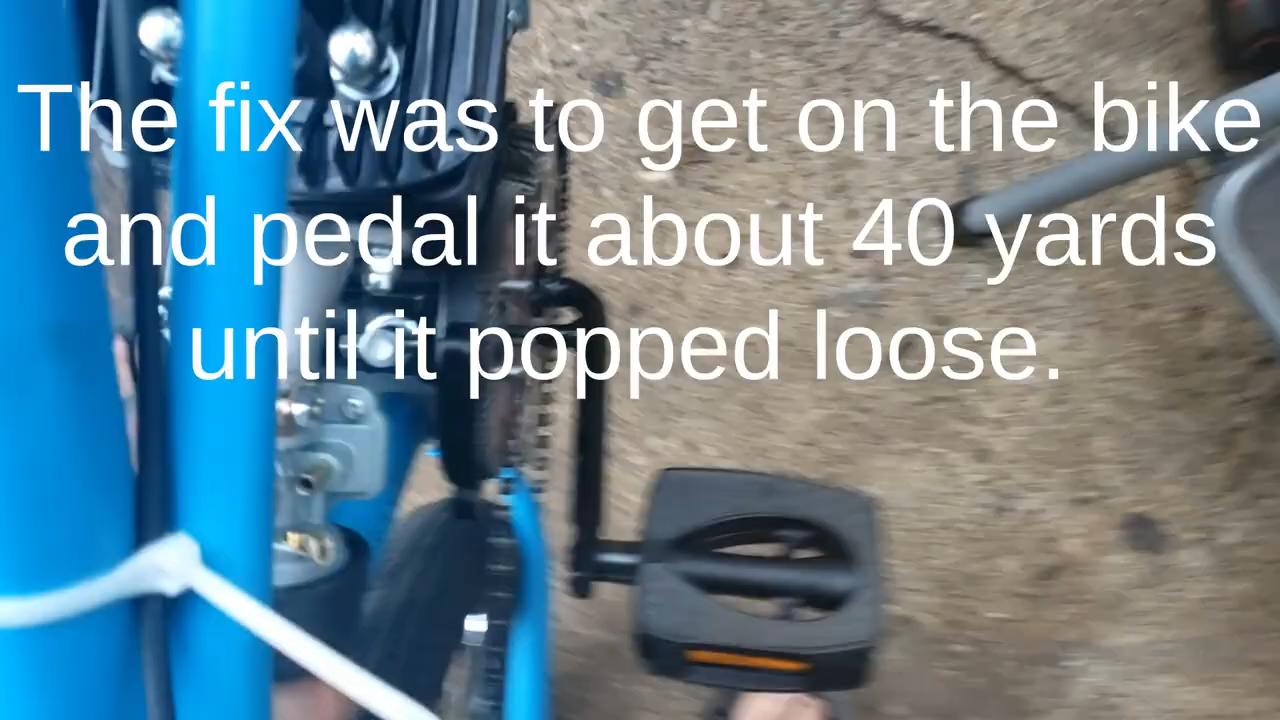 The fix was to get on the bike
and pedal it about 40 yards
until it popped loose.